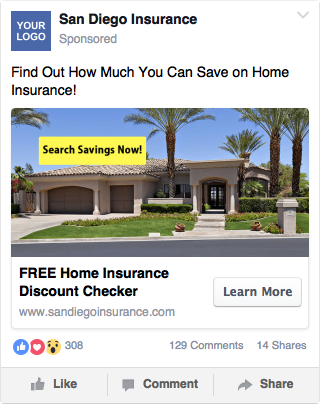 YOUR
LOGO
San Diego Insurance
Sponsored
Find Out How Much You Can Save on Home
Insurance!
Search Savings Now!
FREE Home Insurance
Discount Checker
www.sandiegoinsurance.com
Learn More
308
129 Comments
14 Shares
Like
Comment
Share